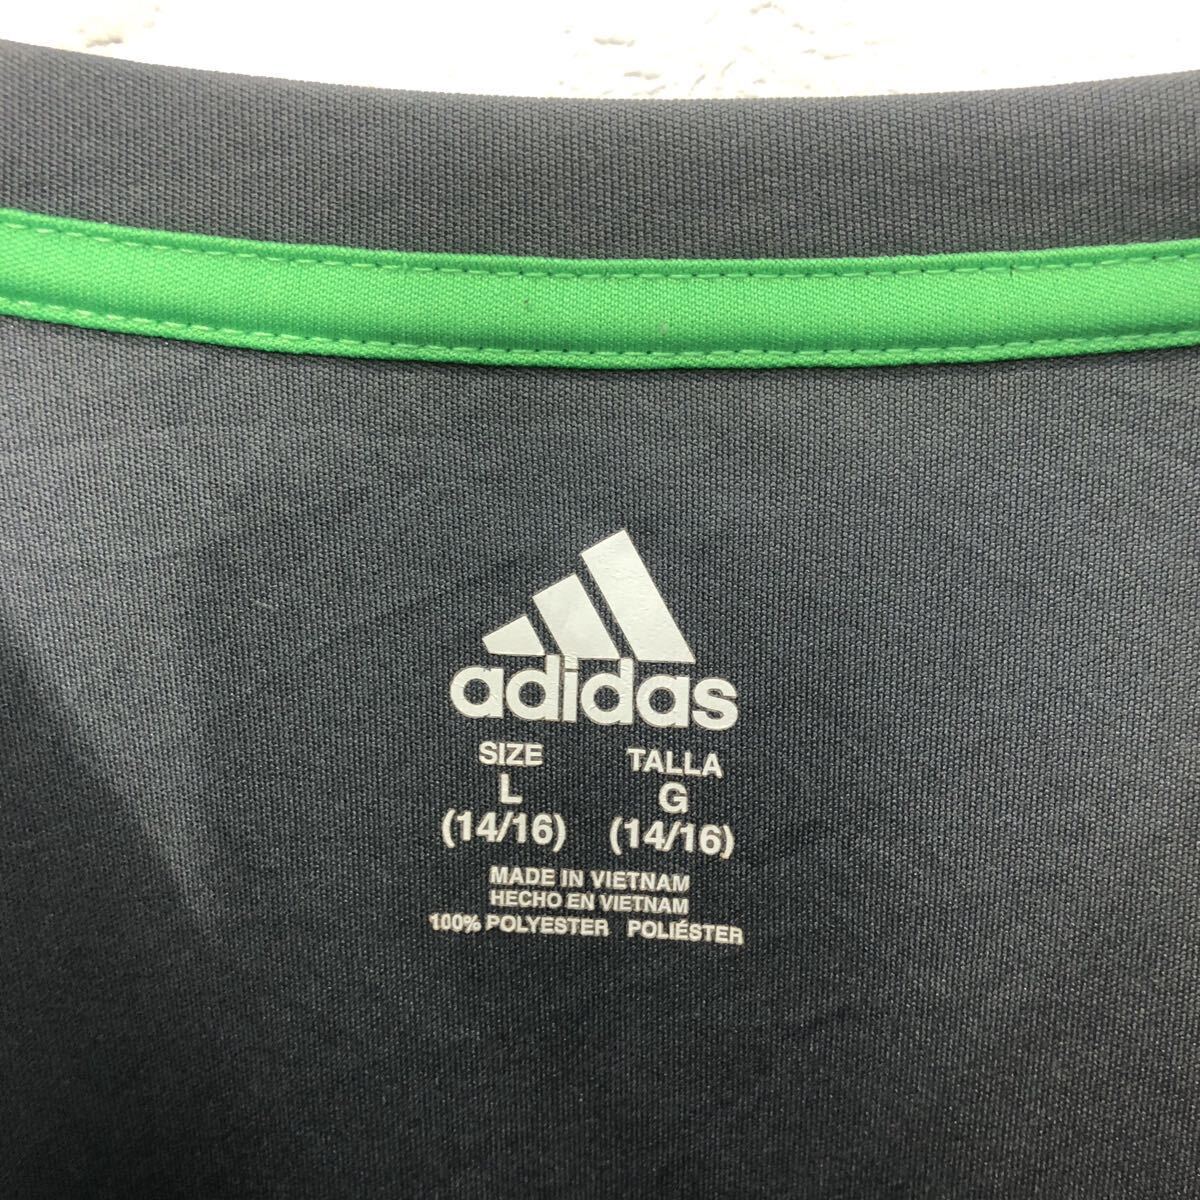 adidas
SIZE TALLA
L G
(14/16) (14/16)
MADE IN VIETNAM
HECHO EN VIETNAM
100% POLYESTER POLIÉSTER